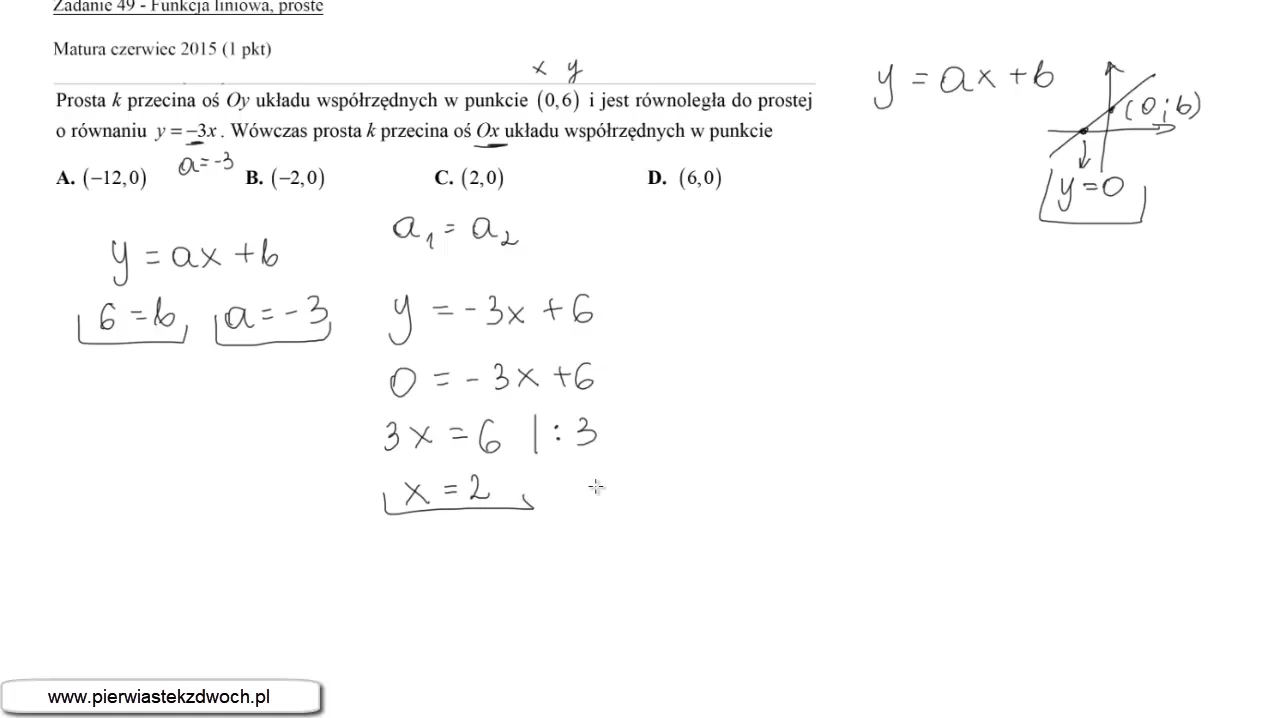 Zadanie 49 - Funkcja liniowa, proste
Matura czerwiec 2015 (1 pkt)
x y
Prosta k przecina oś Oy układu współrzędnych w punkcie (0,6) i jest równoległa do prostej
o równaniu y = −3x. Wówczas prosta k przecina oś Ox układu współrzędnych w punkcie
a = -3
A. (−12,0) B. (−2,0) C. (2,0) D. (6,0)
y = ax + b
(0; b)
y = 0
a₁ = a₂
y = ax + b
6 = b a = -3
y = -3x + 6
0 = -3x + 6
3x = 6 | : 3
x = 2
www.pierwiastekzdwoch.pl